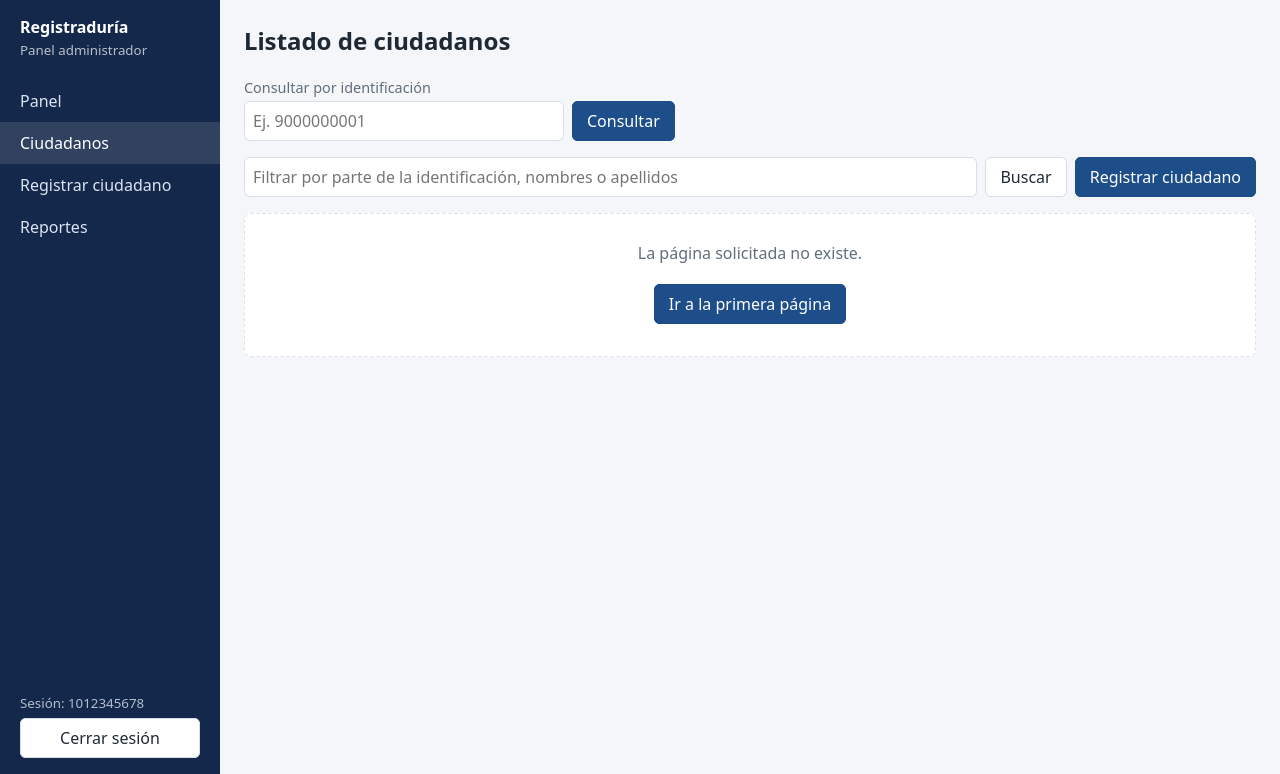 Registraduría
Panel administrador
Panel
Ciudadanos
Registrar ciudadano
Reportes
Sesión: 1012345678
Cerrar sesión
Listado de ciudadanos
Consultar por identificación
Ej. 9000000001
Consultar
Filtrar por parte de la identificación, nombres o apellidos
Buscar
Registrar ciudadano
La página solicitada no existe.
Ir a la primera página